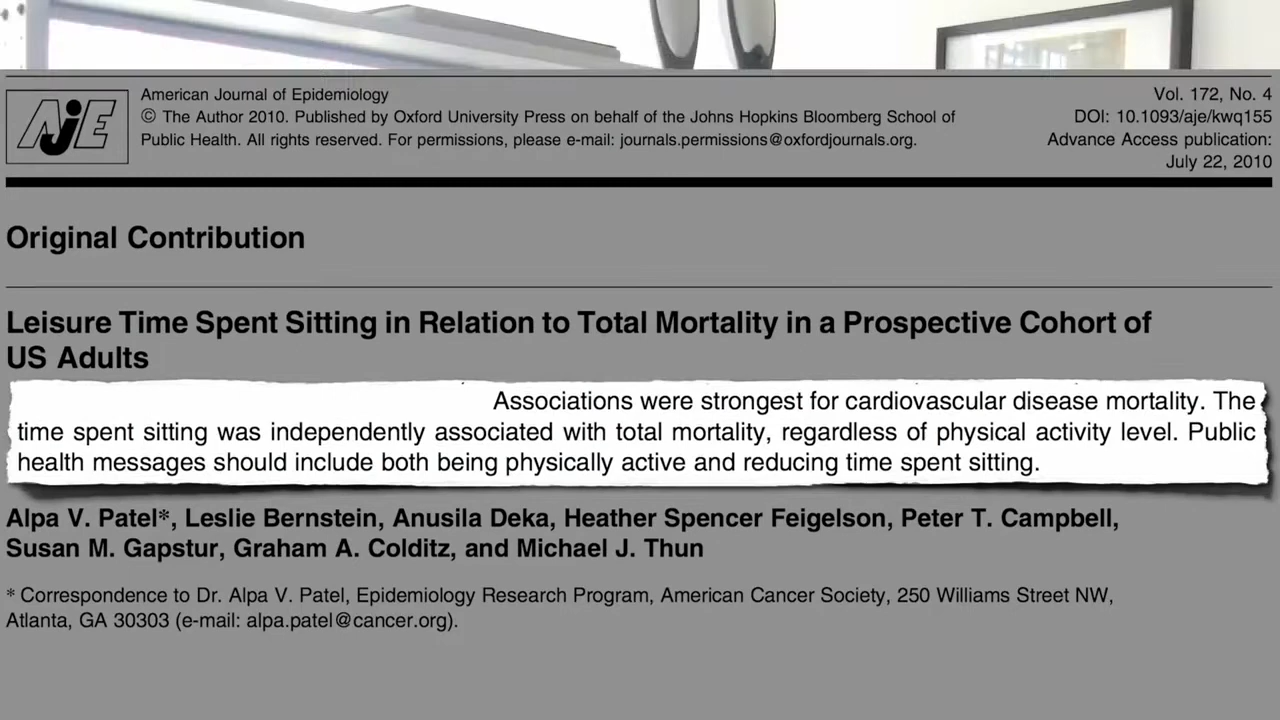 AJE
American Journal of Epidemiology
© The Author 2010. Published by Oxford University Press on behalf of the Johns Hopkins Bloomberg School of
Public Health. All rights reserved. For permissions, please e-mail: journals.permissions@oxfordjournals.org.
Vol. 172, No. 4
DOI: 10.1093/aje/kwq155
Advance Access publication:
July 22, 2010
Original Contribution
Leisure Time Spent Sitting in Relation to Total Mortality in a Prospective Cohort of
US Adults
Associations were strongest for cardiovascular disease mortality. The
time spent sitting was independently associated with total mortality, regardless of physical activity level. Public
health messages should include both being physically active and reducing time spent sitting.
Alpa V. Patel*, Leslie Bernstein, Anusila Deka, Heather Spencer Feigelson, Peter T. Campbell,
Susan M. Gapstur, Graham A. Colditz, and Michael J. Thun
* Correspondence to Dr. Alpa V. Patel, Epidemiology Research Program, American Cancer Society, 250 Williams Street NW,
Atlanta, GA 30303 (e-mail: alpa.patel@cancer.org).